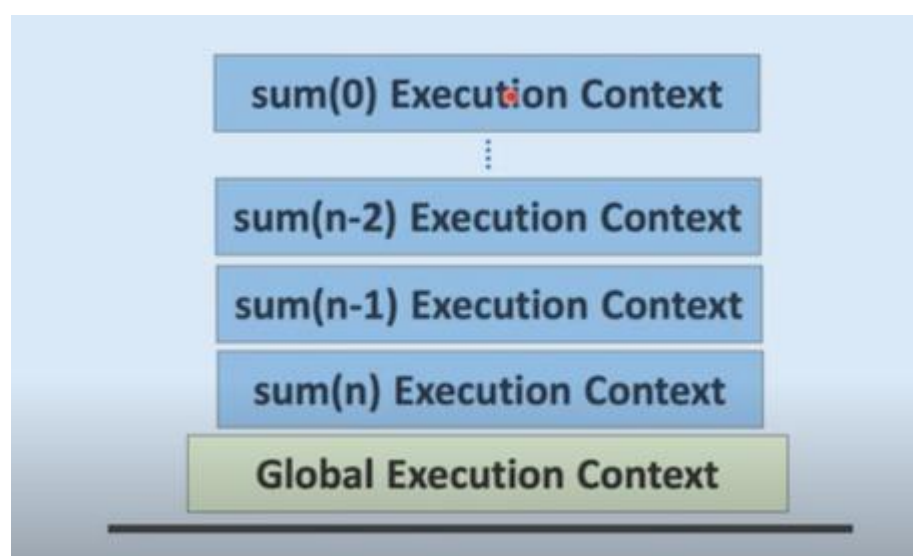 sum(0) Execution Context
sum(n-2) Execution Context
sum(n-1) Execution Context
sum(n) Execution Context
Global Execution Context